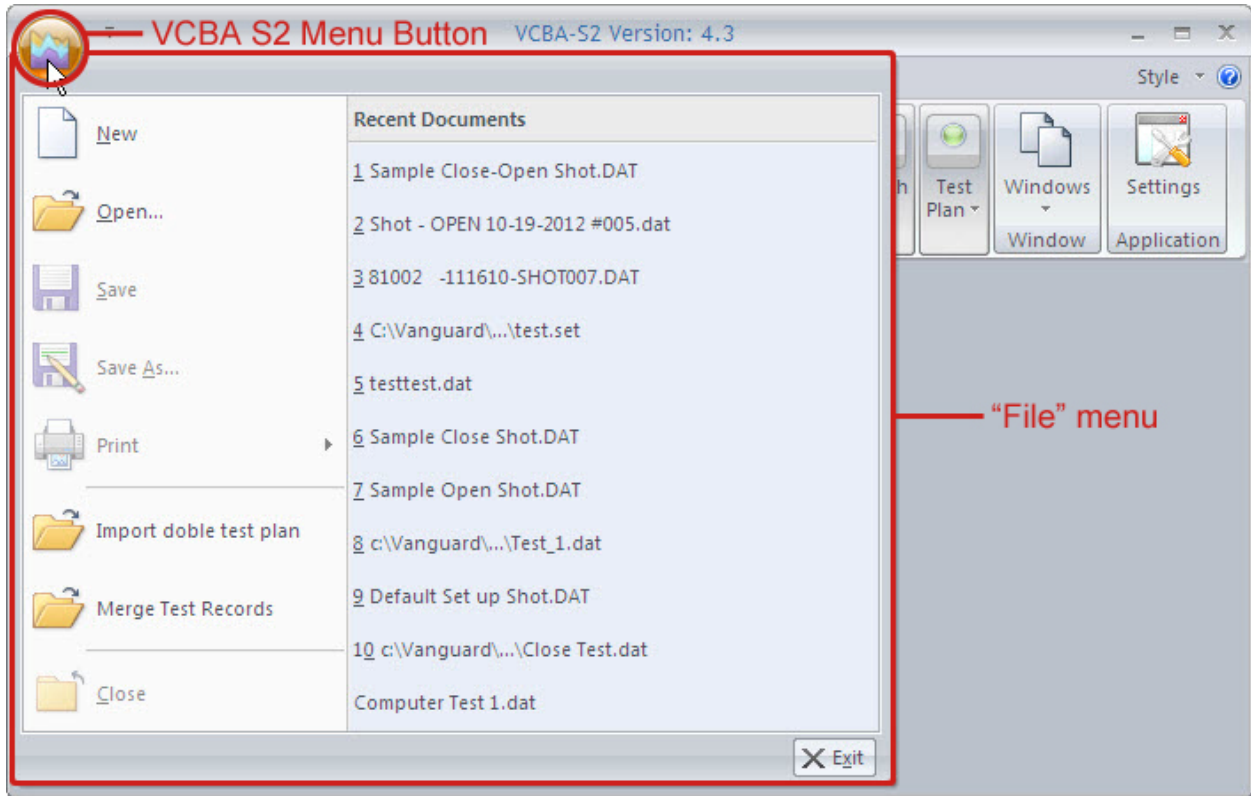 VCBA S2 Menu Button
VCBA-S2 Version: 4.3
Style
New
Open...
Save
Save As...
Print
Import doble test plan
Merge Test Records
Close
Recent Documents
1 Sample Close-Open Shot.DAT
2 Shot - OPEN 10-19-2012 #005.dat
3 81002 -111610-SHOT007.DAT
4 C:\Vanguard\...\test.set
5 testtest.dat
6 Sample Close Shot.DAT
7 Sample Open Shot.DAT
8 c:\Vanguard\...\Test_1.dat
9 Default Set up Shot.DAT
10 c:\Vanguard\...\Close Test.dat
Computer Test 1.dat
Exit
h
Test
Plan
Windows
Window
Settings
Application
“File” menu